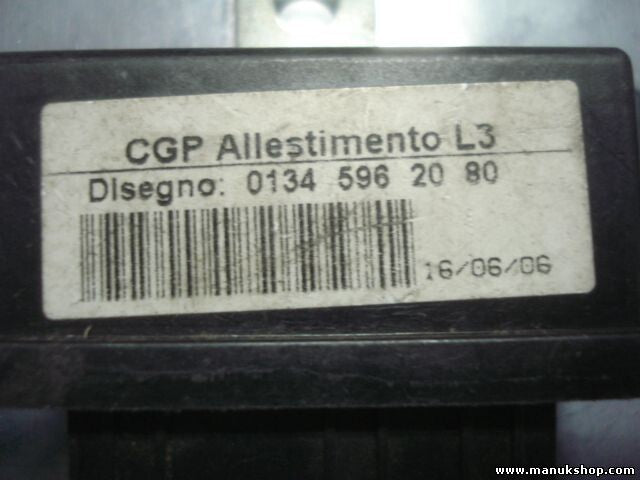 CGP Allestimento L3
Disegno: 0134 596 20 80
16/06/06
www.manukshop.com